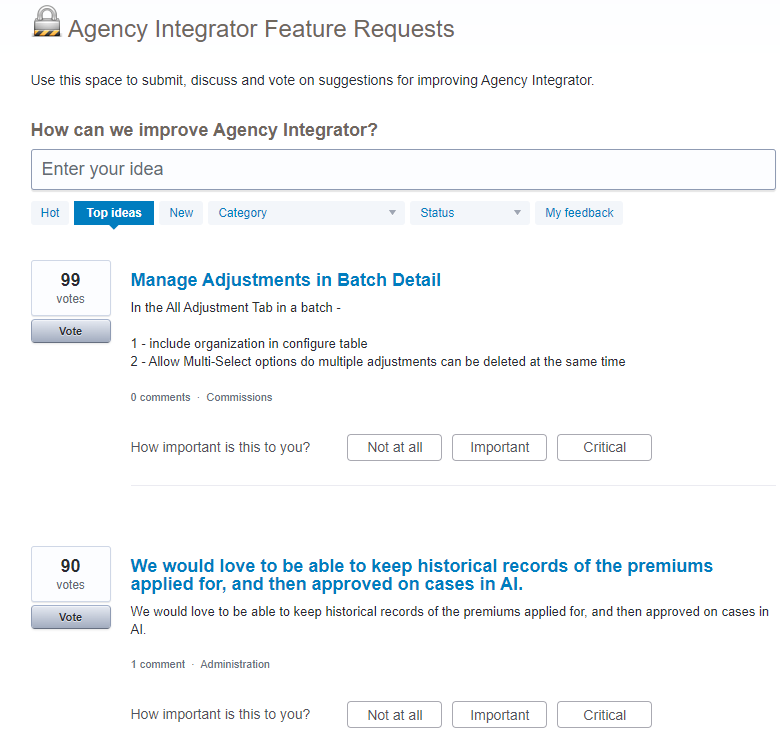 Agency Integrator Feature Requests
Use this space to submit, discuss and vote on suggestions for improving Agency Integrator.
How can we improve Agency Integrator?
Enter your idea
Hot Top ideas New Category Status My feedback
99
votes
Vote
Manage Adjustments in Batch Detail
In the All Adjustment Tab in a batch -
1 - include organization in configure table
2 - Allow Multi-Select options do multiple adjustments can be deleted at the same time
0 comments · Commissions
How important is this to you? Not at all Important Critical
90
votes
Vote
We would love to be able to keep historical records of the premiums
applied for, and then approved on cases in AI.
We would love to be able to keep historical records of the premiums applied for, and then approved on cases in
AI.
1 comment · Administration
How important is this to you? Not at all Important Critical